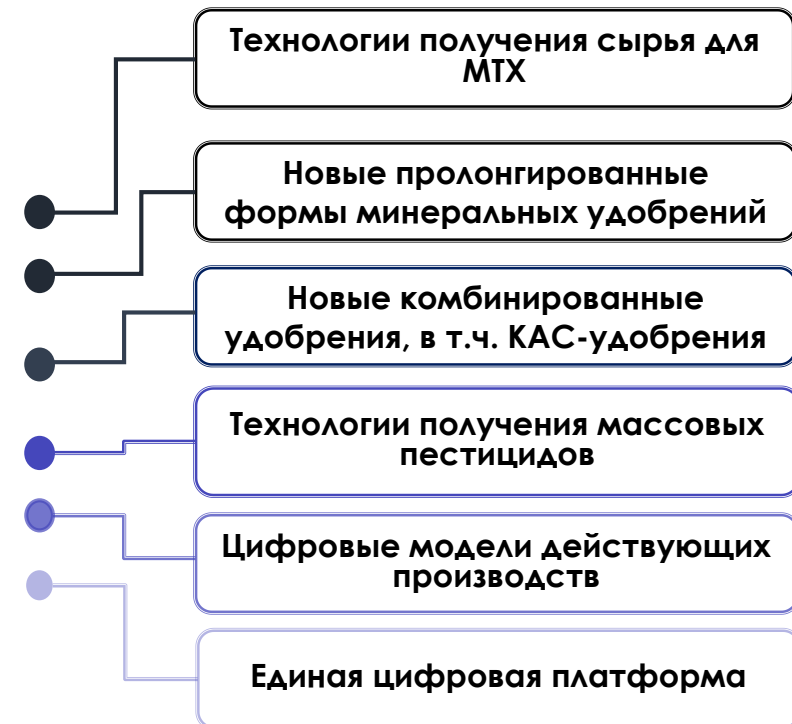 Технологии получения сырья для
МТХ
Новые пролонгированные
формы минеральных удобрений
Новые комбинированные
удобрения, в т.ч. КАС-удобрения
Технологии получения массовых
пестицидов
Цифровые модели действующих
производств
Единая цифровая платформа